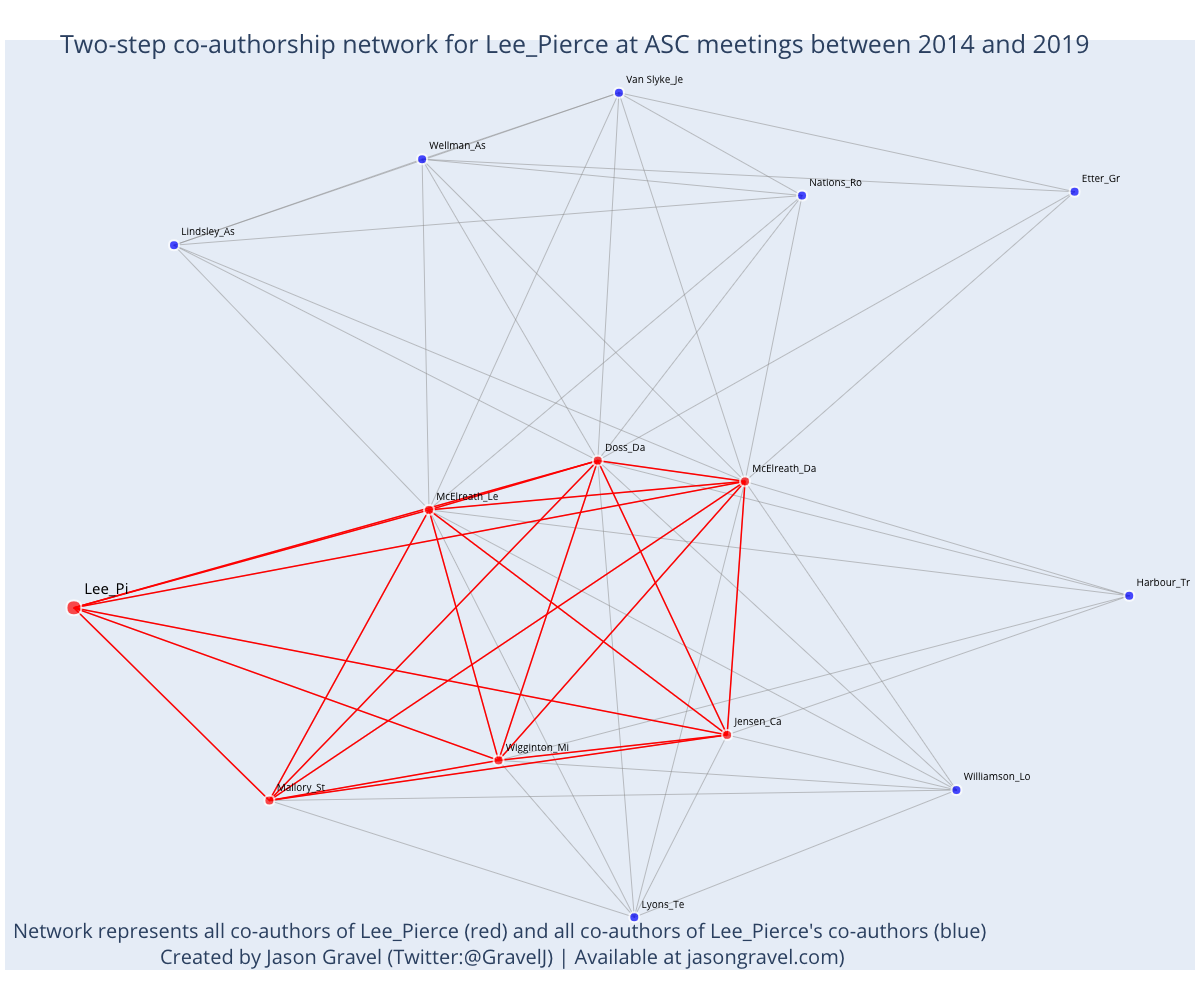 Two-step co-authorship network for Lee_Pierce at ASC meetings between 2014 and 2019
Van Slyke_Je
Wellman_As
Nations_Ro
Etter_Gr
Lindsley_As
Doss_Da
McElreath_Da
McElreath_Le
Lee_Pi
Harbour_Tr
Jensen_Ca
Wigginton_Mi
Williamson_Lo
Mallory_St
Lyons_Te
Network represents all co-authors of Lee_Pierce (red) and all co-authors of Lee_Pierce's co-authors (blue)
Created by Jason Gravel (Twitter:@GravelJ) | Available at jasongravel.com)